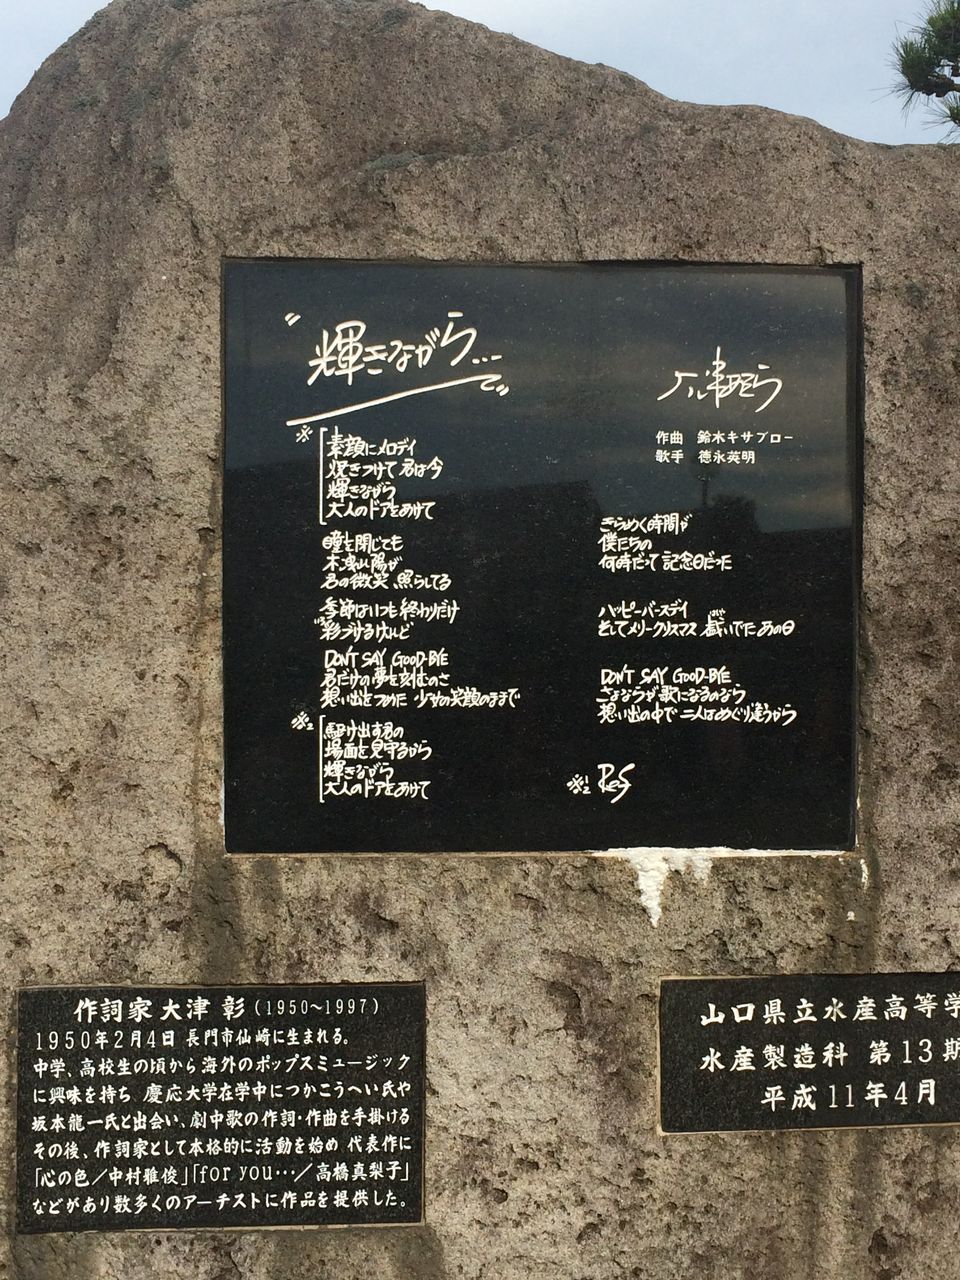 "輝きながら…"
大津あきら
作曲 鈴木キサブロー
歌手 徳永英明
※ 素顔にメロディ
焼きつけて 君は今
輝きながら
大人のドアをあけて
瞳を閉じても
木洩れ陽が
君の微笑、照らしてる
季節はいつも終わりだけ
彩づけるけれど
DON'T SAY GOOD-BYE
君だけの夢を刻むのさ
想い出をつめた 少女の笑顔のままで
※2 駆け出す君の
場面を見守るから
輝きながら
大人のドアをあけて
きらめく時間が
僕たちの
何時だって 記念日だった
ハッピーバースデイ
そしてメリークリスマス 戯いでた あの日
DON'T SAY GOOD-BYE
さよならが歌になるのなら
想い出の中で 二人はめぐり逢うから
作詞家 大津 彰 (1950~1997)
1950年2月4日 長門市仙崎に生まれる。
中学、高校生の頃から海外のポップスミュージック
に興味を持ち 慶応大学在学中につかこうへい氏や
坂本龍一氏と出会い、劇中歌の作詞・作曲を手掛ける
その後、作詞家として本格的に活動を始め 代表作に
「心の色/中村雅俊」「for you…/高橋真梨子」
などがあり数多くのアーチストに作品を提供した。
山口県立水産高等学
水産製造科 第13期
平成11年4月